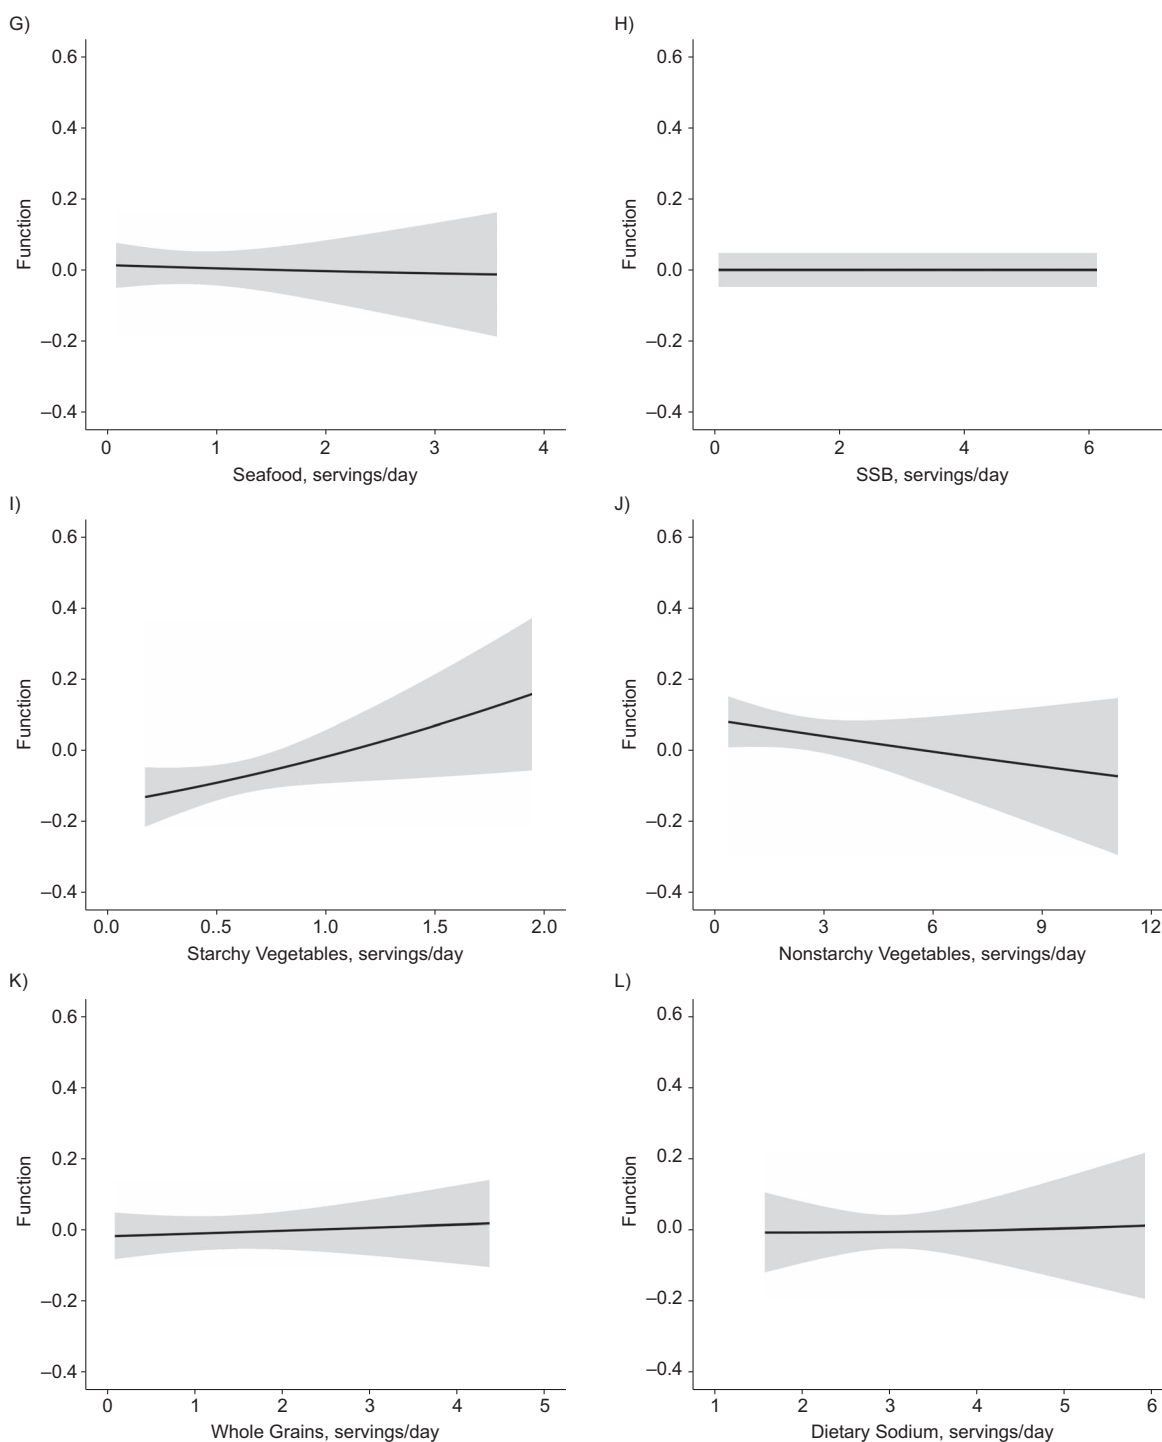 G)
0.6
0.4
0.2
0.0
–0.2
–0.4
Function
0 1 2 3 4
Seafood, servings/day
H)
0.6
0.4
0.2
0.0
–0.2
–0.4
Function
0 2 4 6
SSB, servings/day
I)
0.6
0.4
0.2
0.0
–0.2
–0.4
Function
0.0 0..5 1.0 1.5 2.0
Starchy Vegetables, servings/day
J)
0.6
0.4
0.2
0.0
–0.2
–0.4
Function
0 3 6 9 12
Nonstarchy Vegetables, servings/day
K)
0.6
0.4
0.2
0.0
–0.2
–0.4
Function
0 1 2 3 4 5
Whole Grains, servings/day
L)
0.6
0.4
0.2
0.0
–0.2
–0.4
Function
1 2 3 4 5 6
Dietary Sodium, servings/day